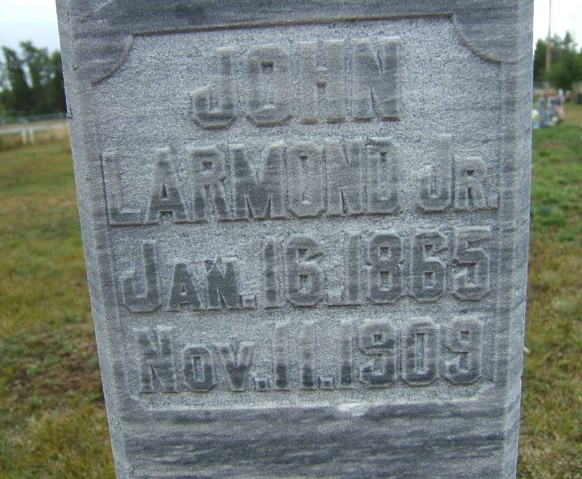 JOHN
LARMOND JR.
JAN. 16. 1865
NOV. 11. 1909